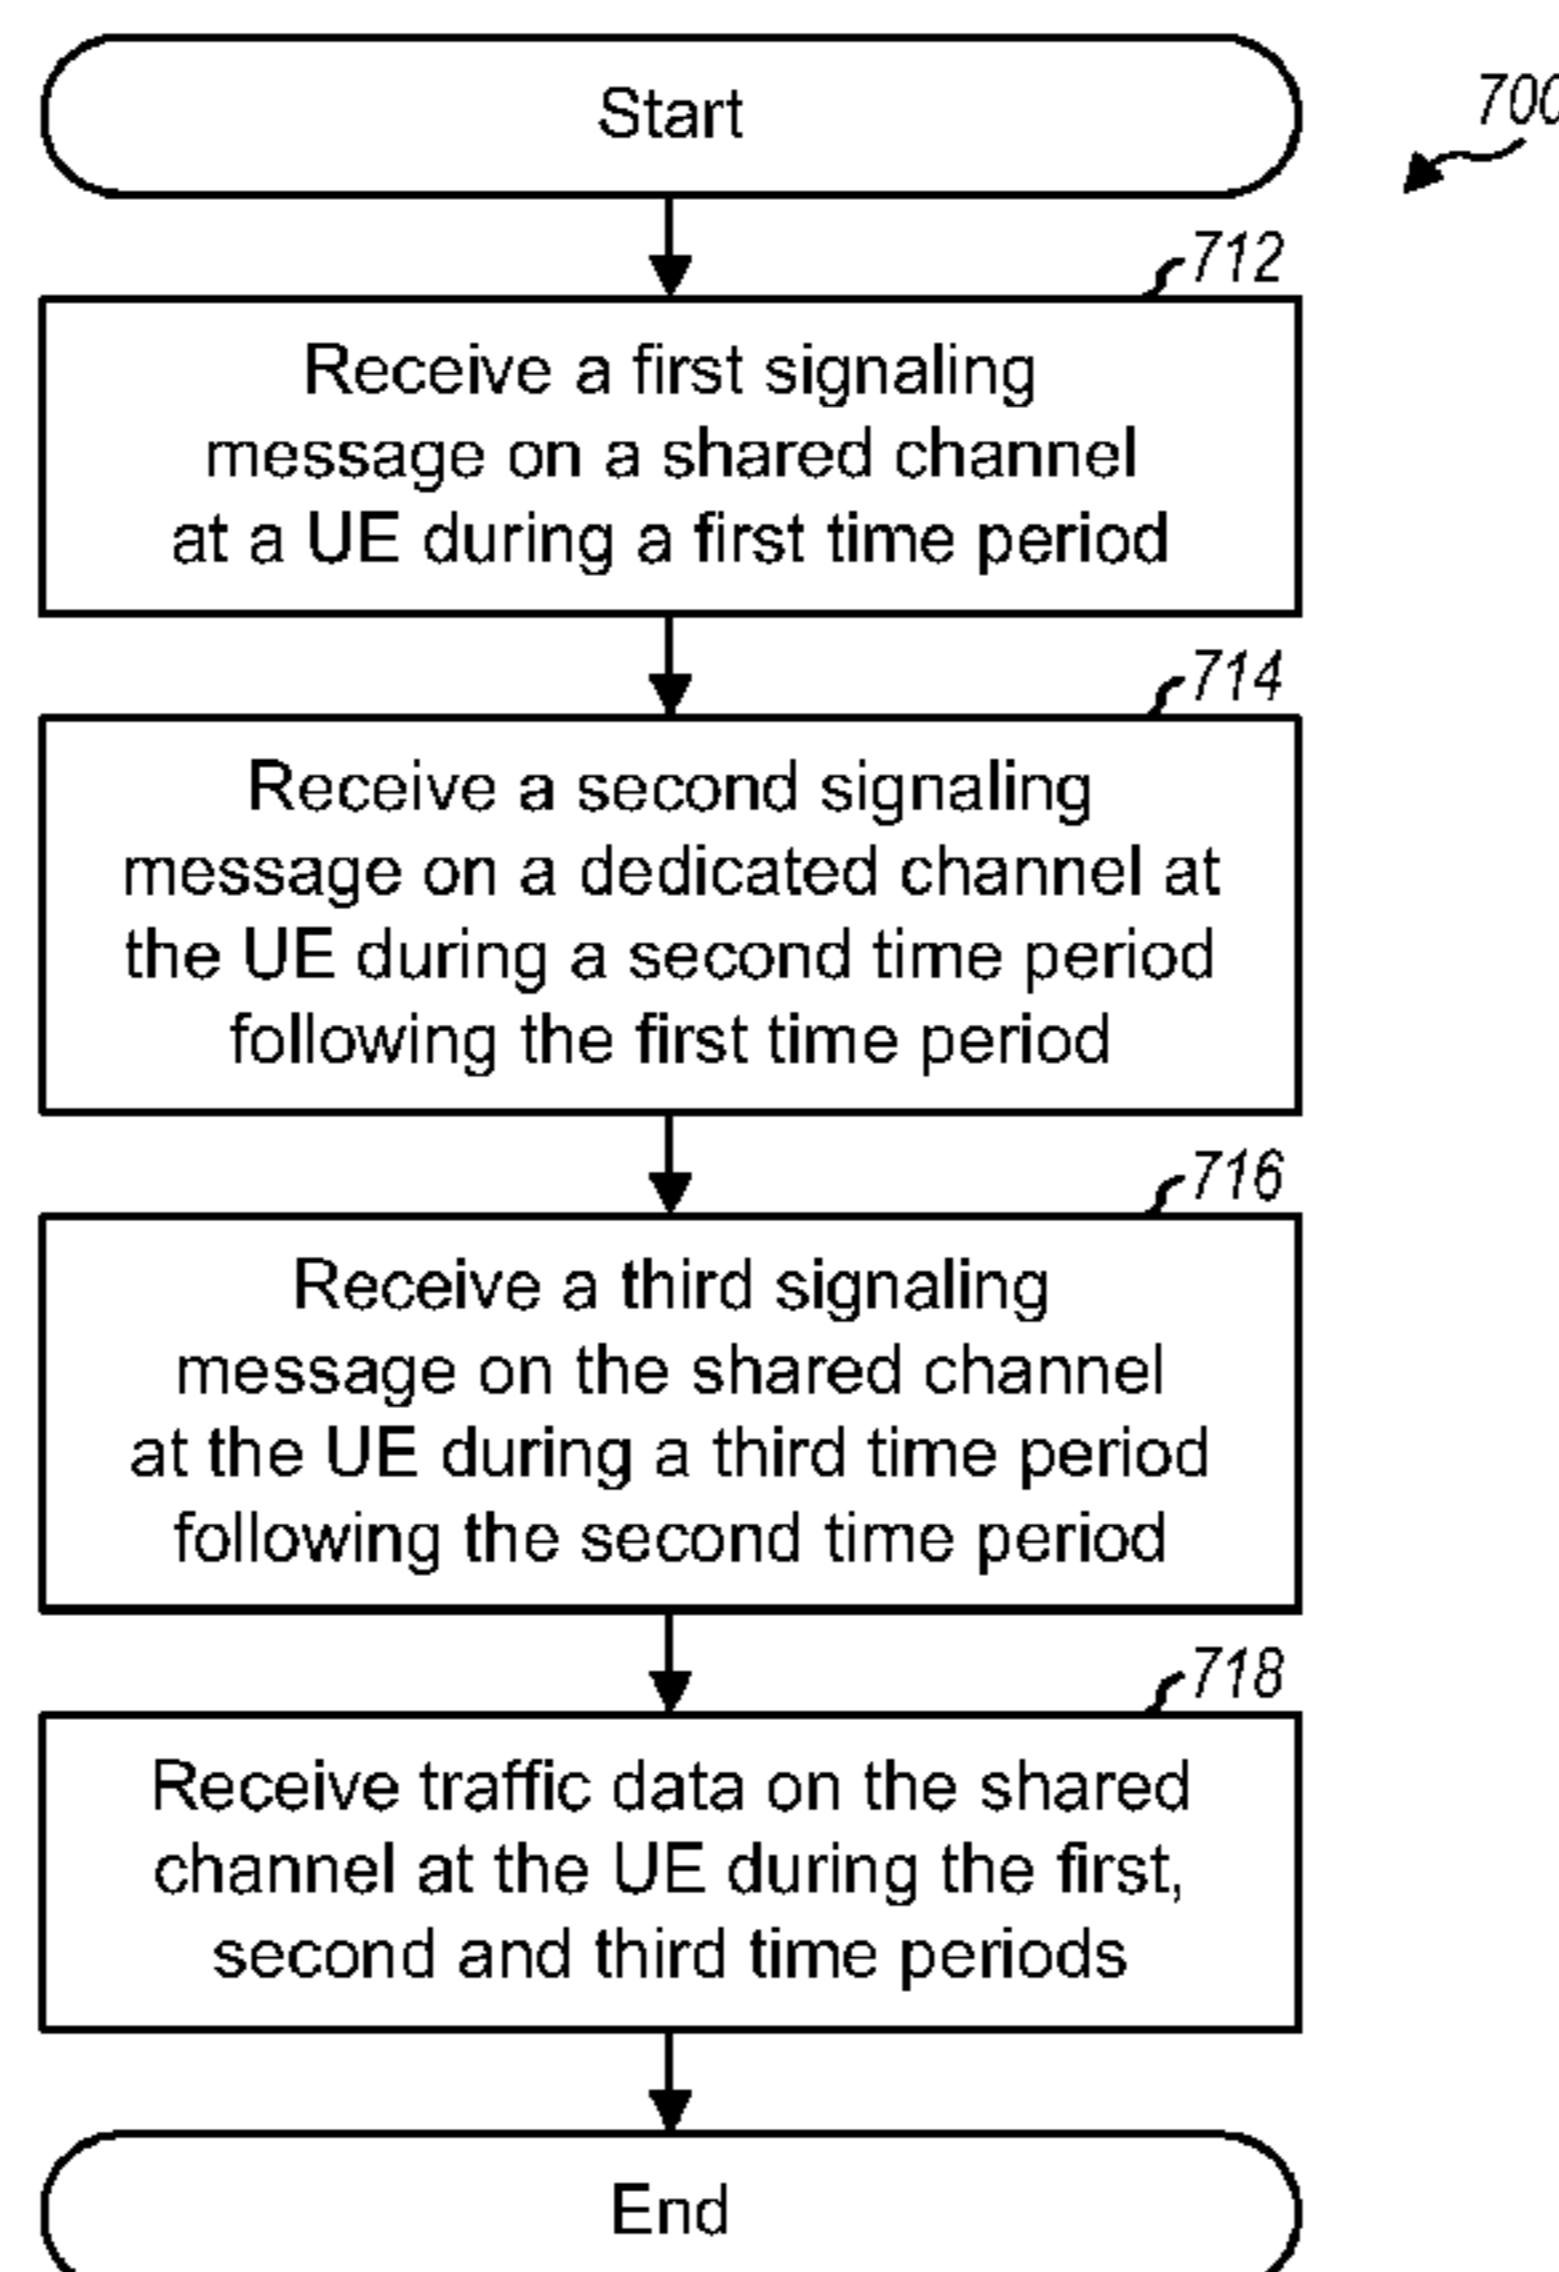 Start
700
712
Receive a first signaling
message on a shared channel
at a UE during a first time period
714
Receive a second signaling
message on a dedicated channel at
the UE during a second time period
following the first time period
716
Receive a third signaling
message on the shared channel
at the UE during a third time period
following the second time period
718
Receive traffic data on the shared
channel at the UE during the first,
second and third time periods
End